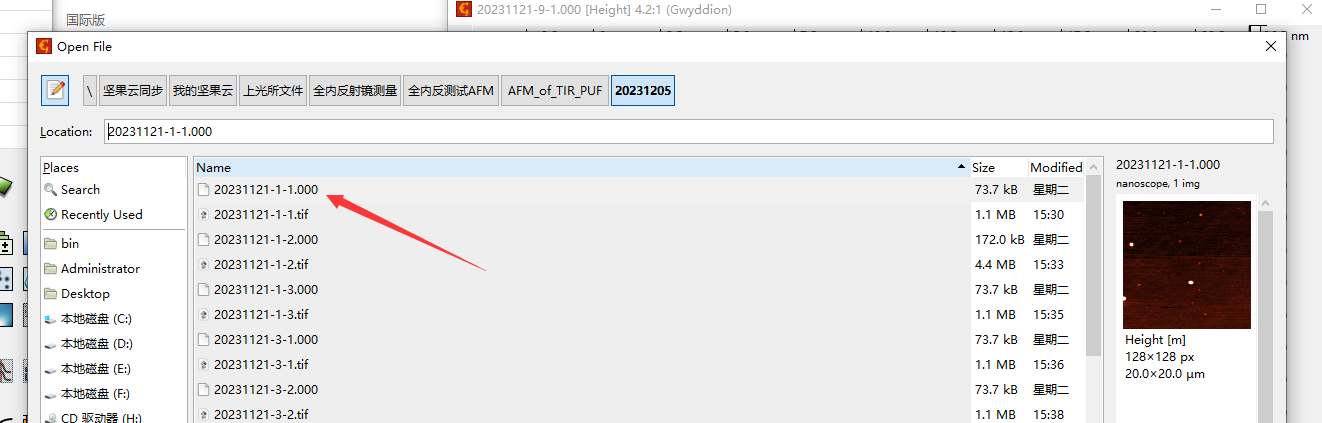 国际版
20231121-9-1.000 [Height] 4.2:1 (Gwyddion)
nm
Open File
\ 坚果云同步 我的坚果云 上光所文件 全内反射镜测量 全内反测试AFM AFM_of_TIR_PUF 20231205
Location: 20231121-1-1.000
Places
Search
Recently Used
bin
Administrator
Desktop
本地磁盘 (C:)
本地磁盘 (D:)
本地磁盘 (E:)
本地磁盘 (F:)
CD 驱动器 (H:)
Name Size Modified
20231121-1-1.000 73.7 kB 星期二
20231121-1-1.tif 1.1 MB 15:30
20231121-1-2.000 172.0 kB 星期二
20231121-1-2.tif 4.4 MB 15:33
20231121-1-3.000 73.7 kB 星期二
20231121-1-3.tif 1.1 MB 15:35
20231121-3-1.000 73.7 kB 星期二
20231121-3-1.tif 1.1 MB 15:36
20231121-3-2.000 73.7 kB 星期二
20231121-3-2.tif 1.1 MB 15:38
20231121-1-1.000
nanoscope, 1 img
Height [m]
128×128 px
20.0×20.0 µm